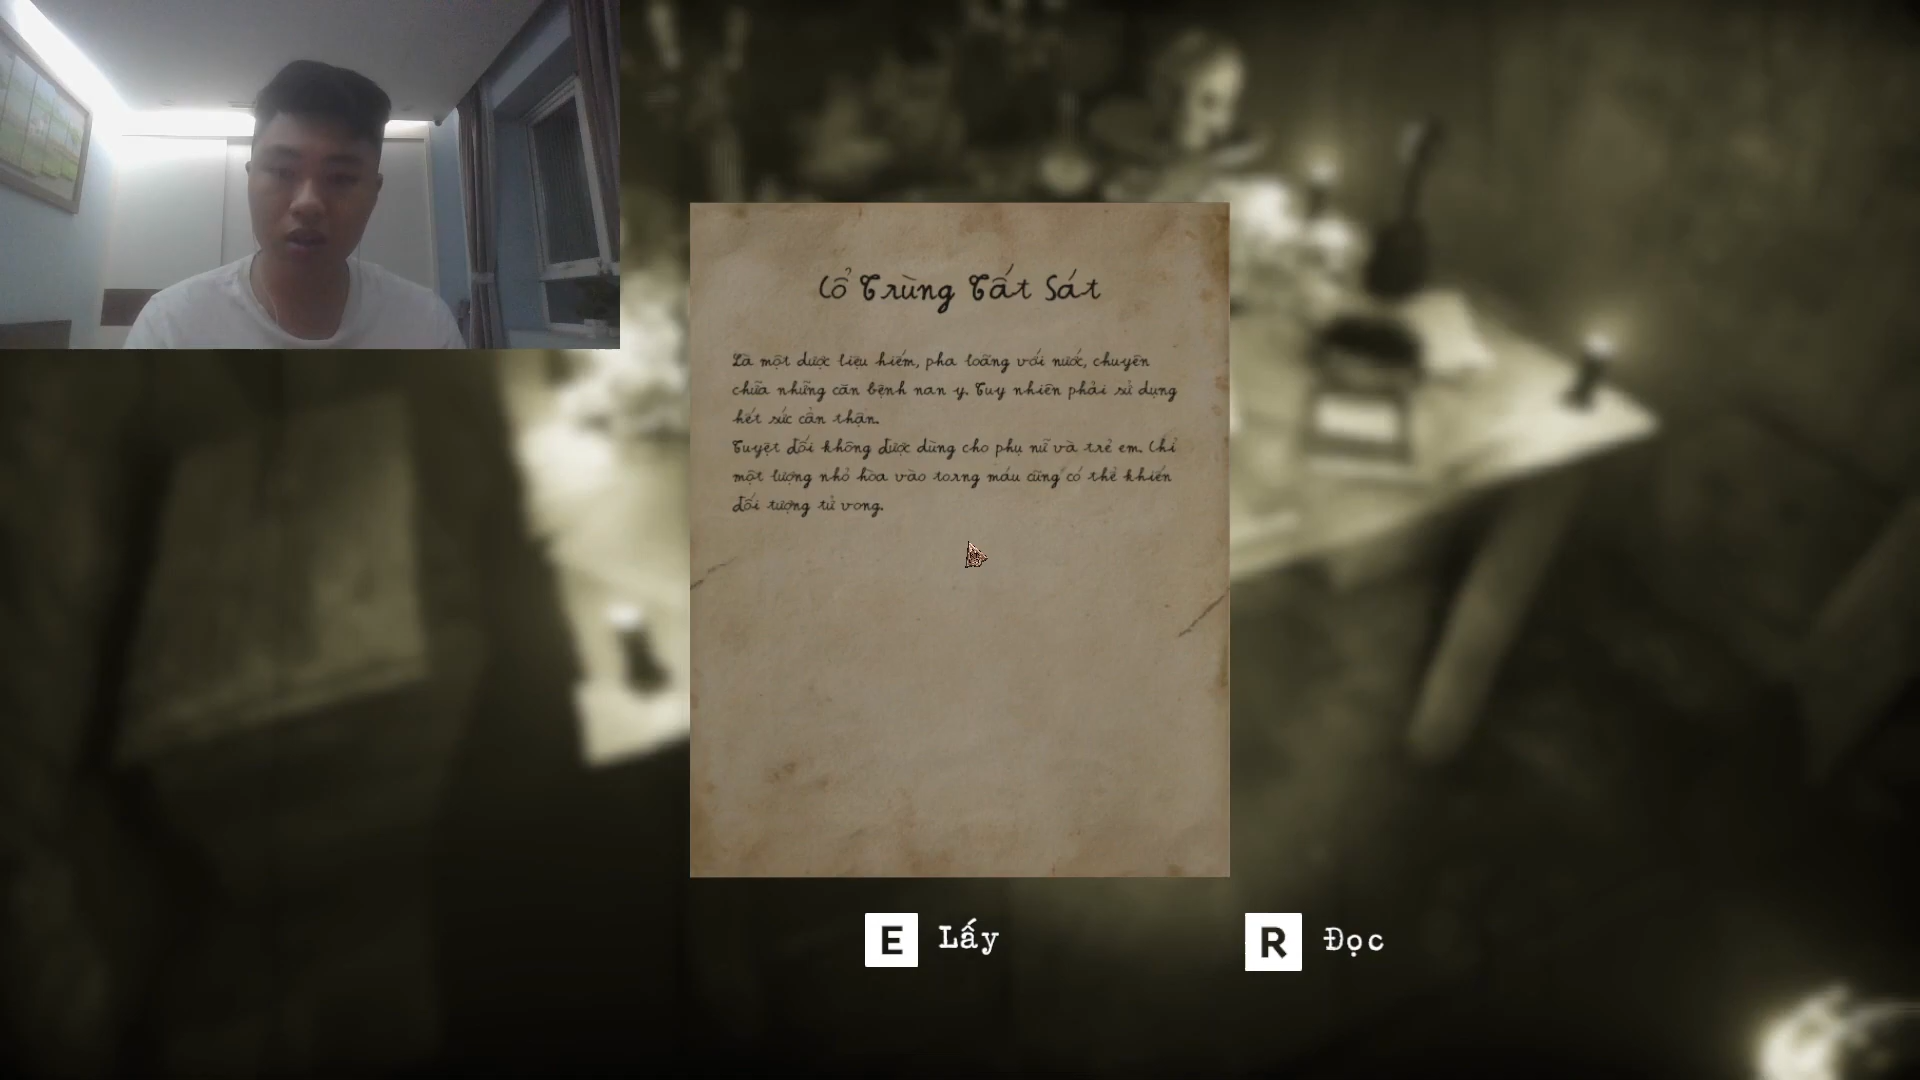 Cổ Trùng Tất Sát
Là một dược liệu hiếm, pha loãng với nước, chuyên
chữa những căn bệnh nan y. Tuy nhiên phải sử dụng
hết sức cẩn thận.
Tuyệt đối không được dùng cho phụ nữ và trẻ em. Chỉ
một lượng nhỏ hòa vào torng máu cũng có thể khiến
đối tượng tử vong.
E Lấy
R Đọc